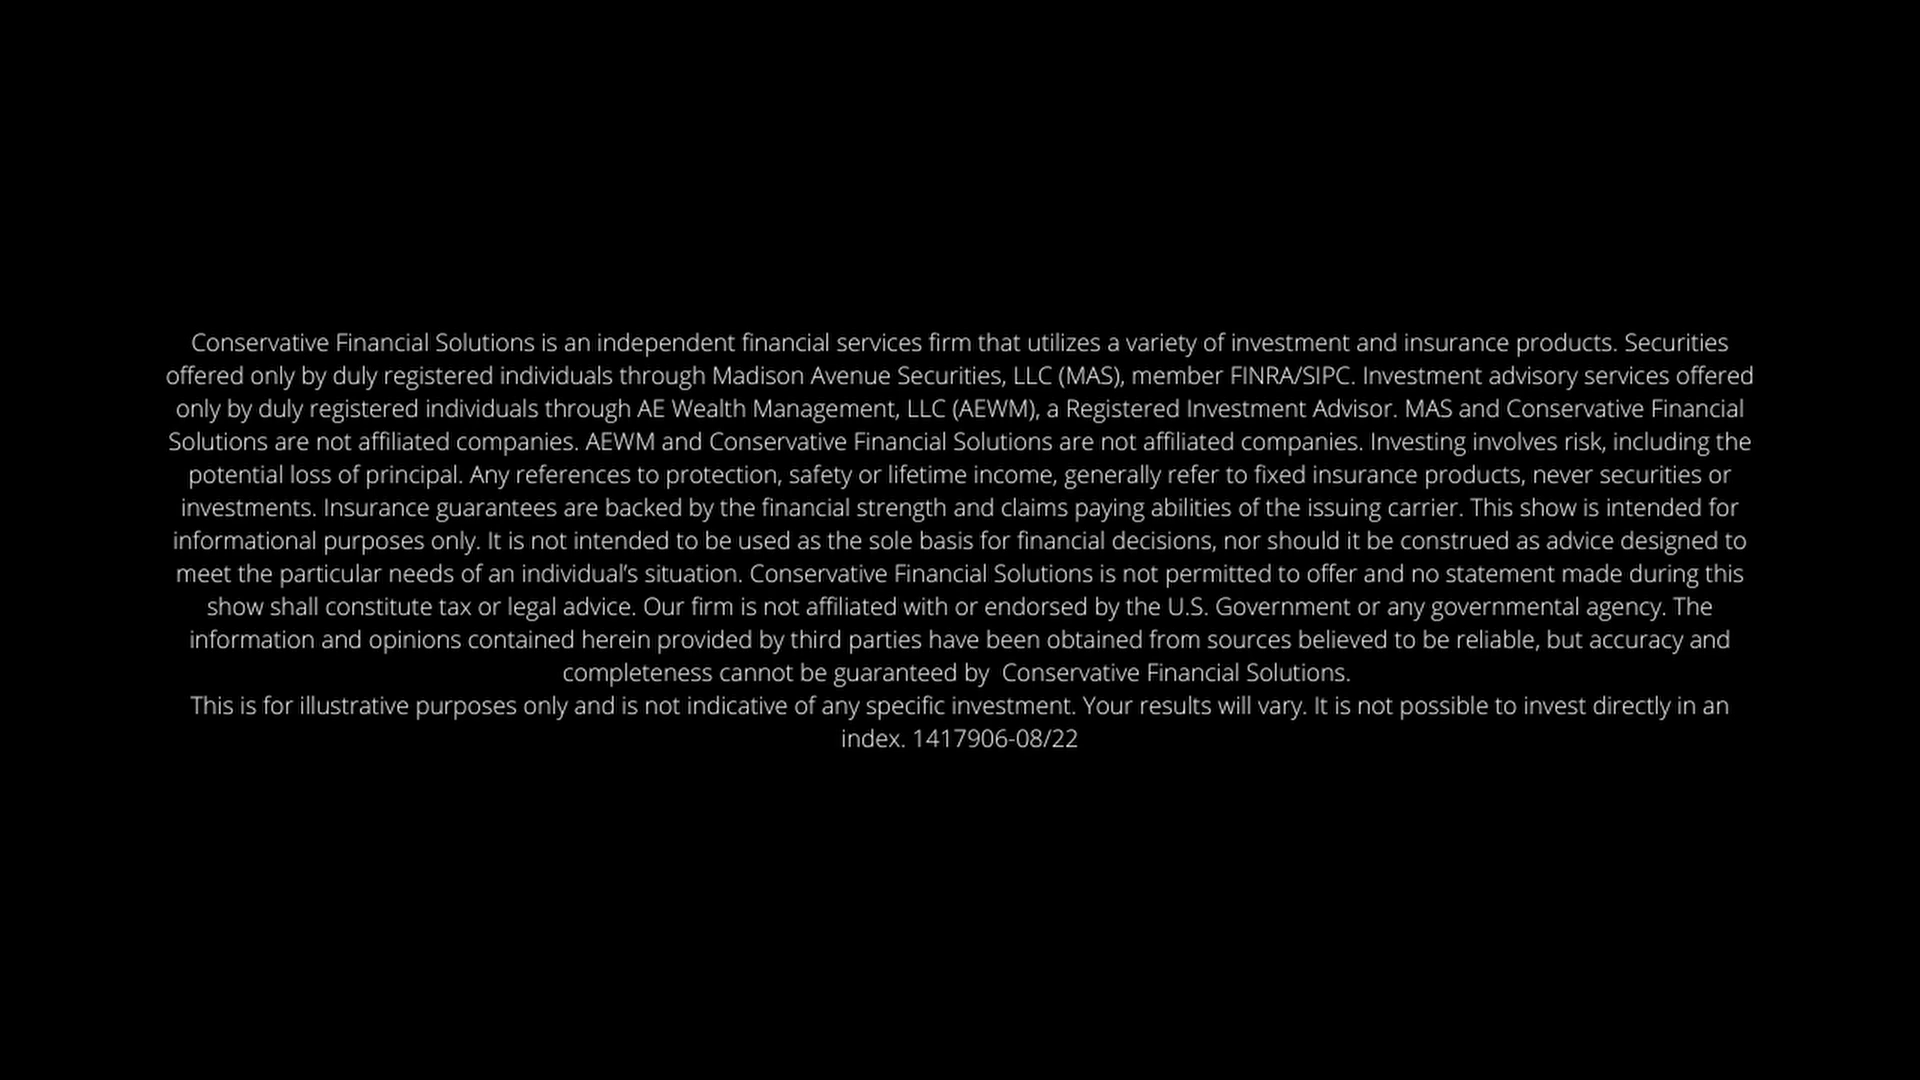 Conservative Financial Solutions is an independent financial services firm that utilizes a variety of investment and insurance products. Securities
offered only by duly registered individuals through Madison Avenue Securities, LLC (MAS), member FINRA/SIPC. Investment advisory services offered
only by duly registered individuals through AE Wealth Management, LLC (AEWM), a Registered Investment Advisor. MAS and Conservative Financial
Solutions are not affiliated companies. AEWM and Conservative Financial Solutions are not affiliated companies. Investing involves risk, including the
potential loss of principal. Any references to protection, safety or lifetime income, generally refer to fixed insurance products, never securities or
investments. Insurance guarantees are backed by the financial strength and claims paying abilities of the issuing carrier. This show is intended for
informational purposes only. It is not intended to be used as the sole basis for financial decisions, nor should it be construed as advice designed to
meet the particular needs of an individual’s situation. Conservative Financial Solutions is not permitted to offer and no statement made during this
show shall constitute tax or legal advice. Our firm is not affiliated with or endorsed by the U.S. Government or any governmental agency. The
information and opinions contained herein provided by third parties have been obtained from sources believed to be reliable, but accuracy and
completeness cannot be guaranteed by  Conservative Financial Solutions.
This is for illustrative purposes only and is not indicative of any specific investment. Your results will vary. It is not possible to invest directly in an
index. 1417906-08/22